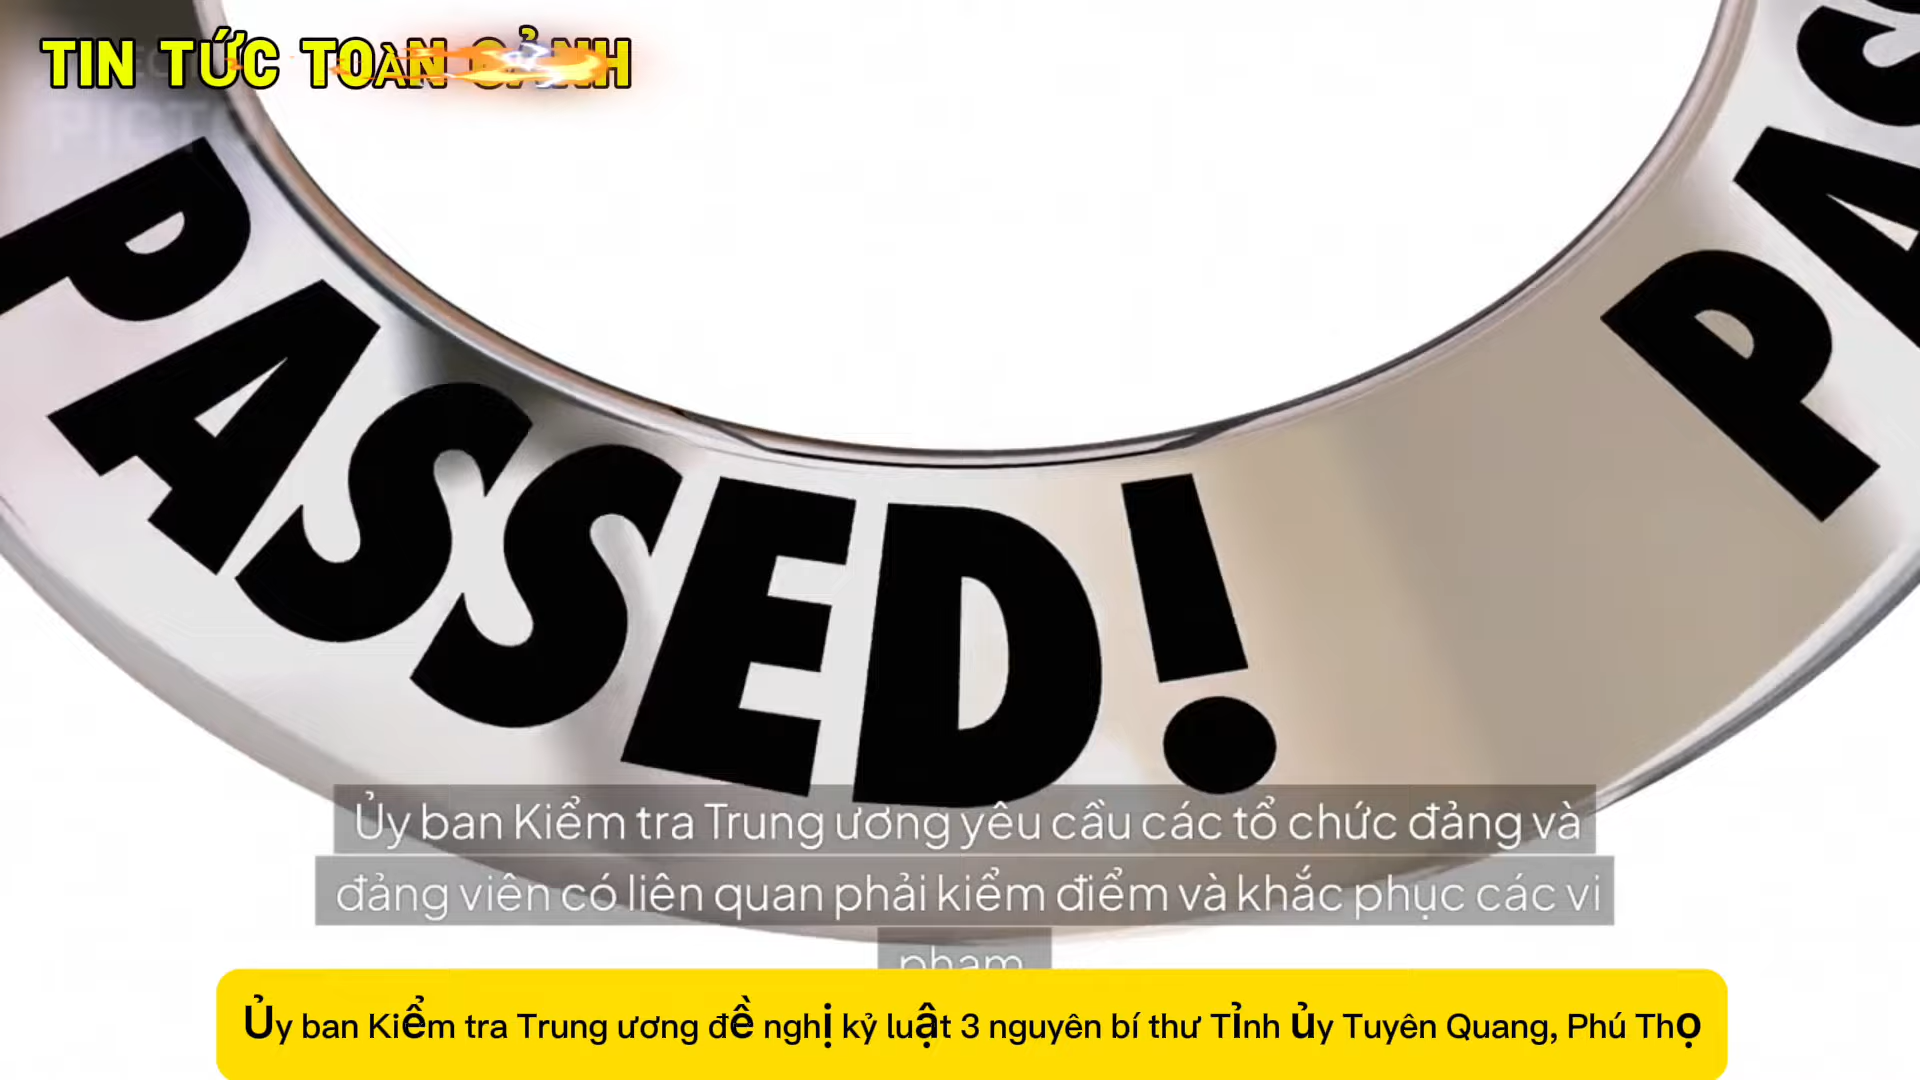 TIN TỨC TOÀN CẢNH
PASSED!
Ủy ban Kiểm tra Trung ương yêu cầu các tổ chức đảng và
đảng viên có liên quan phải kiểm điểm và khắc phục các vi
phạm
Ủy ban Kiểm tra Trung ương đề nghị kỷ luật 3 nguyên bí thư Tỉnh ủy Tuyên Quang, Phú Thọ